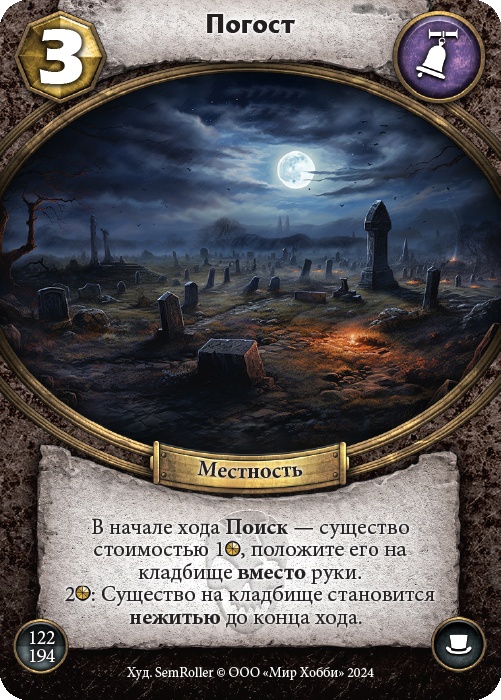 Погост
3
Местность
В начале хода Поиск — существо
стоимостью 1, положите его на
кладбище вместо руки.
2: Существо на кладбище становится
нежитью до конца хода.
122
194
Худ. SemRoller © ООО «Мир Хобби» 2024